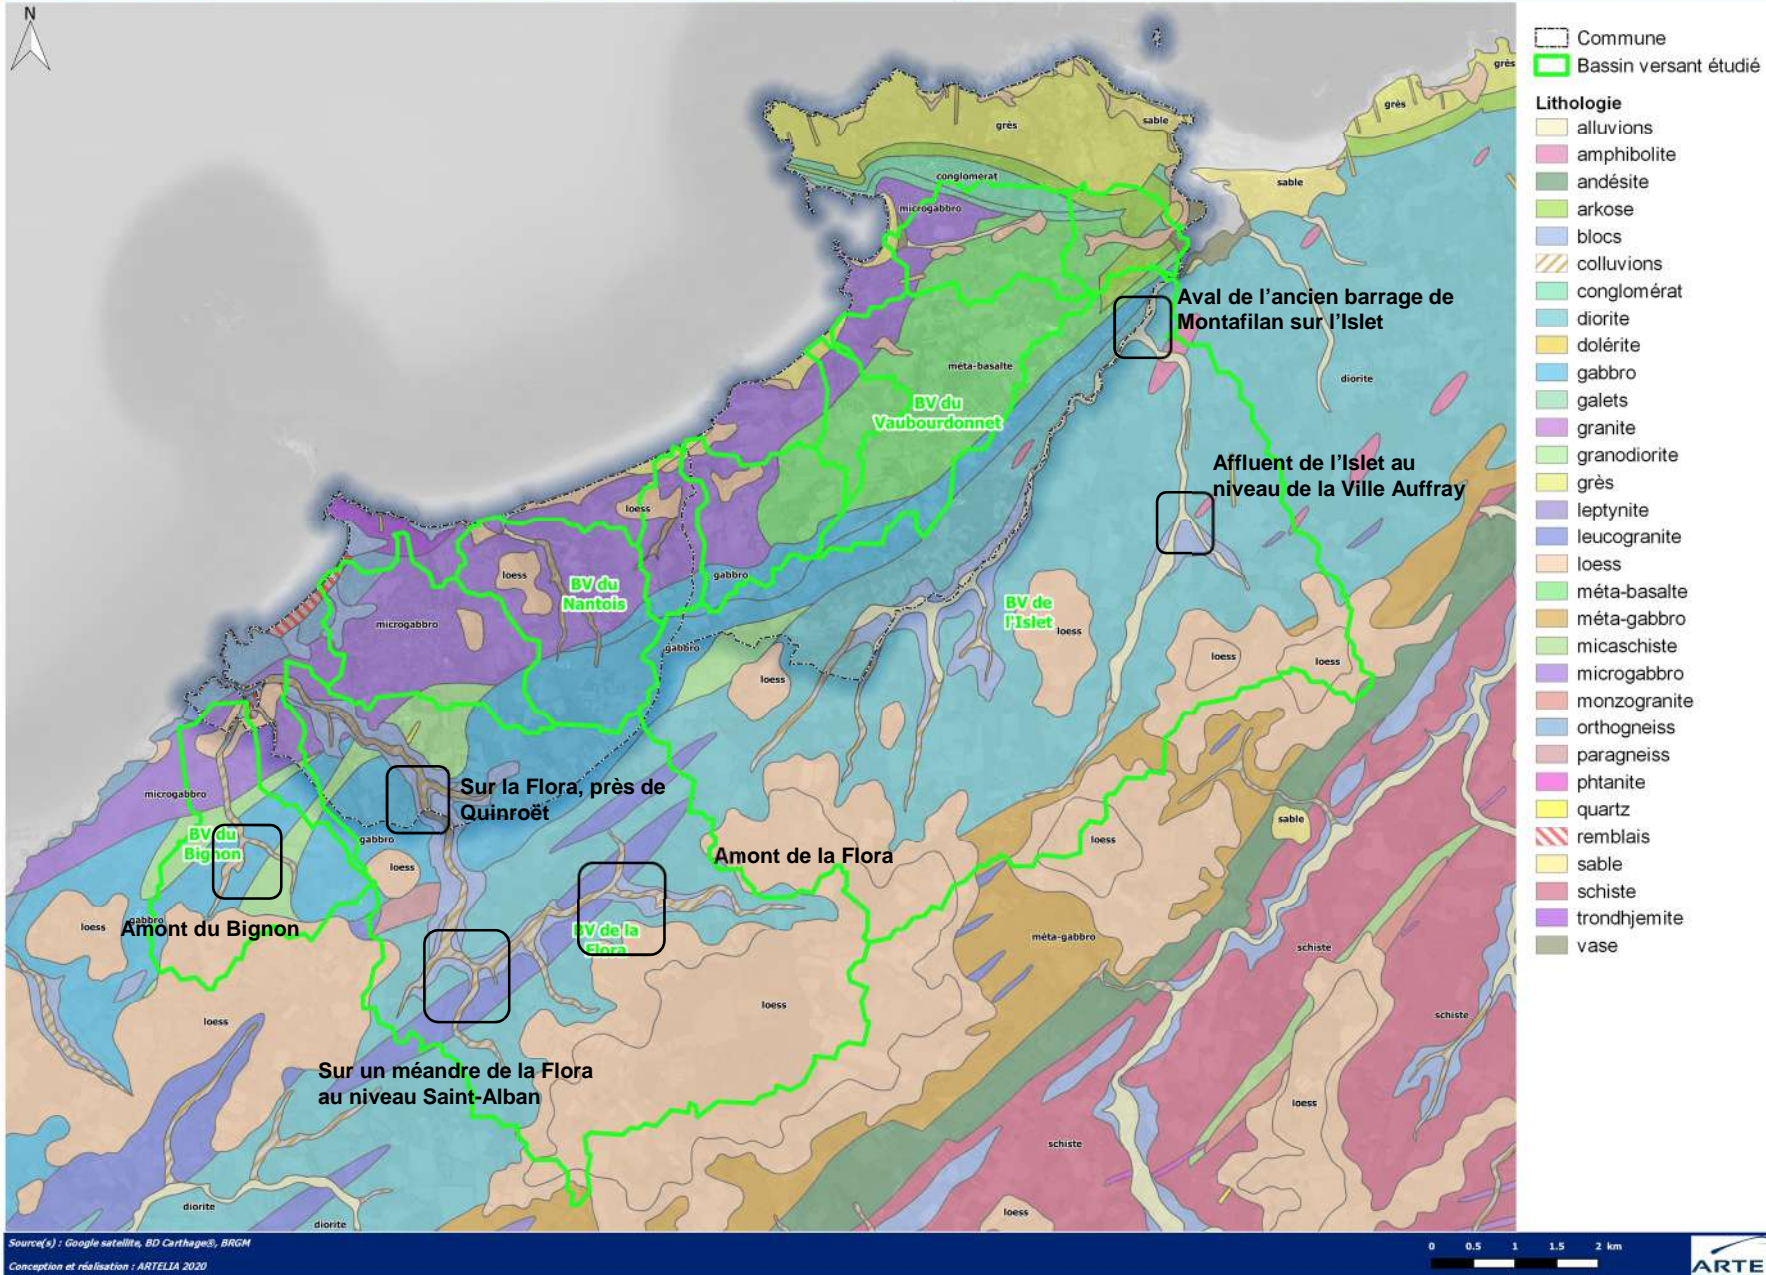 N
Commune
Bassin versant étudié
Lithologie
alluvions
amphibolite
andésite
arkose
blocs
colluvions
conglomérat
diorite
dolérite
gabbro
galets
granite
granodiorite
grès
leptynite
leucogranite
loess
méta-basalte
méta-gabbro
micaschiste
microgabbro
monzogranite
orthogneiss
paragneiss
phtanite
quartz
remblais
sable
schiste
trondhjemite
vase
grès
grès
grès
sable
sable
conglomérat
microgabbro
Aval de l'ancien barrage de
Montafilan sur l'Islet
méta-basalte
diorite
BV du
Vaubourdonnet
Affluent de l'Islet au
niveau de la Ville Auffray
loess
loess
BV du
Nantois
gabbro
BV de
l'Islet
loess
microgabbro
gabbro
loess
loess
loess
microgabbro
Sur la Flora, près de
Quinroët
sable
BV du
Bignon
gabbro
loess
Amont de la Flora
loess
gabbro
loess
Amont du Bignon
BV de la
Flora
méta-gabbro
schiste
loess
loess
schiste
Sur un méandre de la Flora
au niveau Saint-Alban
loess
schiste
diorite
diorite
loess
Source(s) : Google satellite, BD Carthage®, BRGM
Conception et réalisation : ARTELIA 2020
0 0.5 1 1.5 2 km
ARTE